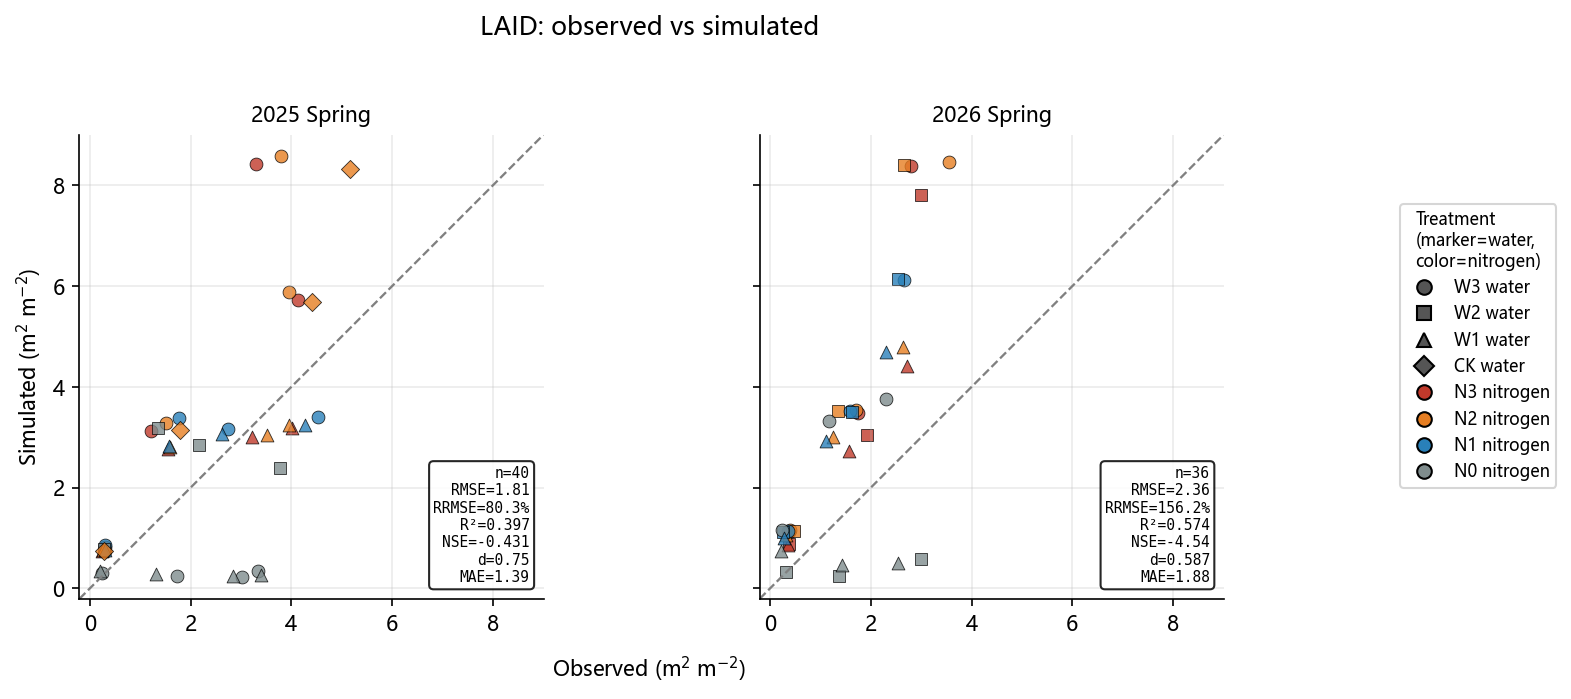 LAID: observed vs simulated
2025 Spring
Simulated (m² m⁻²)
8
6
4
2
0
0 2 4 6 8
n=40
RMSE=1.81
RRMSE=80.3%
R²=0.397
NSE=-0.431
d=0.75
MAE=1.39
2026 Spring
0 2 4 6 8
n=36
RMSE=2.36
RRMSE=156.2%
R²=0.574
NSE=-4.54
d=0.587
MAE=1.88
Observed (m² m⁻²)
Treatment
(marker=water,
color=nitrogen)
W3 water
W2 water
W1 water
CK water
N3 nitrogen
N2 nitrogen
N1 nitrogen
N0 nitrogen